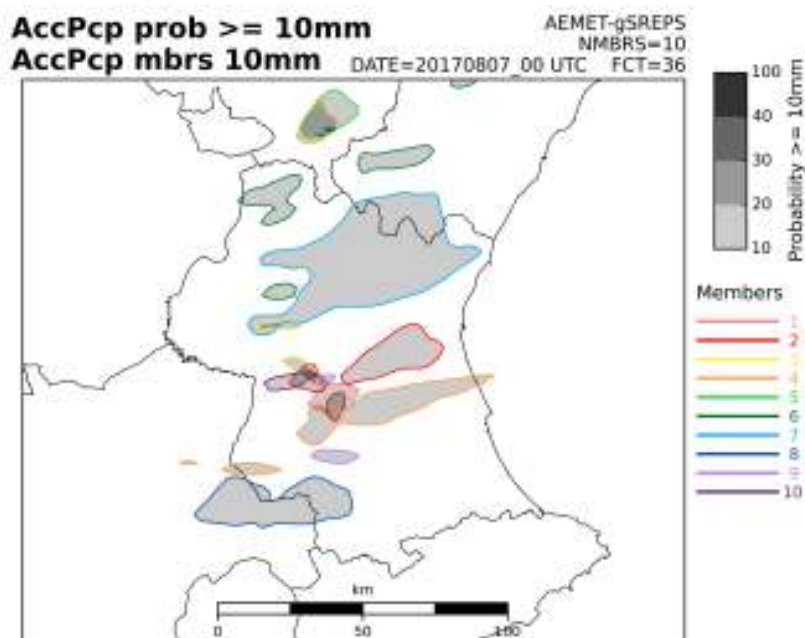 AccPcp prob >= 10mm
AccPcp mbrs 10mm
AEMET-gSREPS
NMBRS=10
DATE=20170807_00 UTC FCT=36
100
40
30
20
10
Probability >= 10mm
Members
1
2
3
4
5
6
7
8
9
10
km
0
50
100